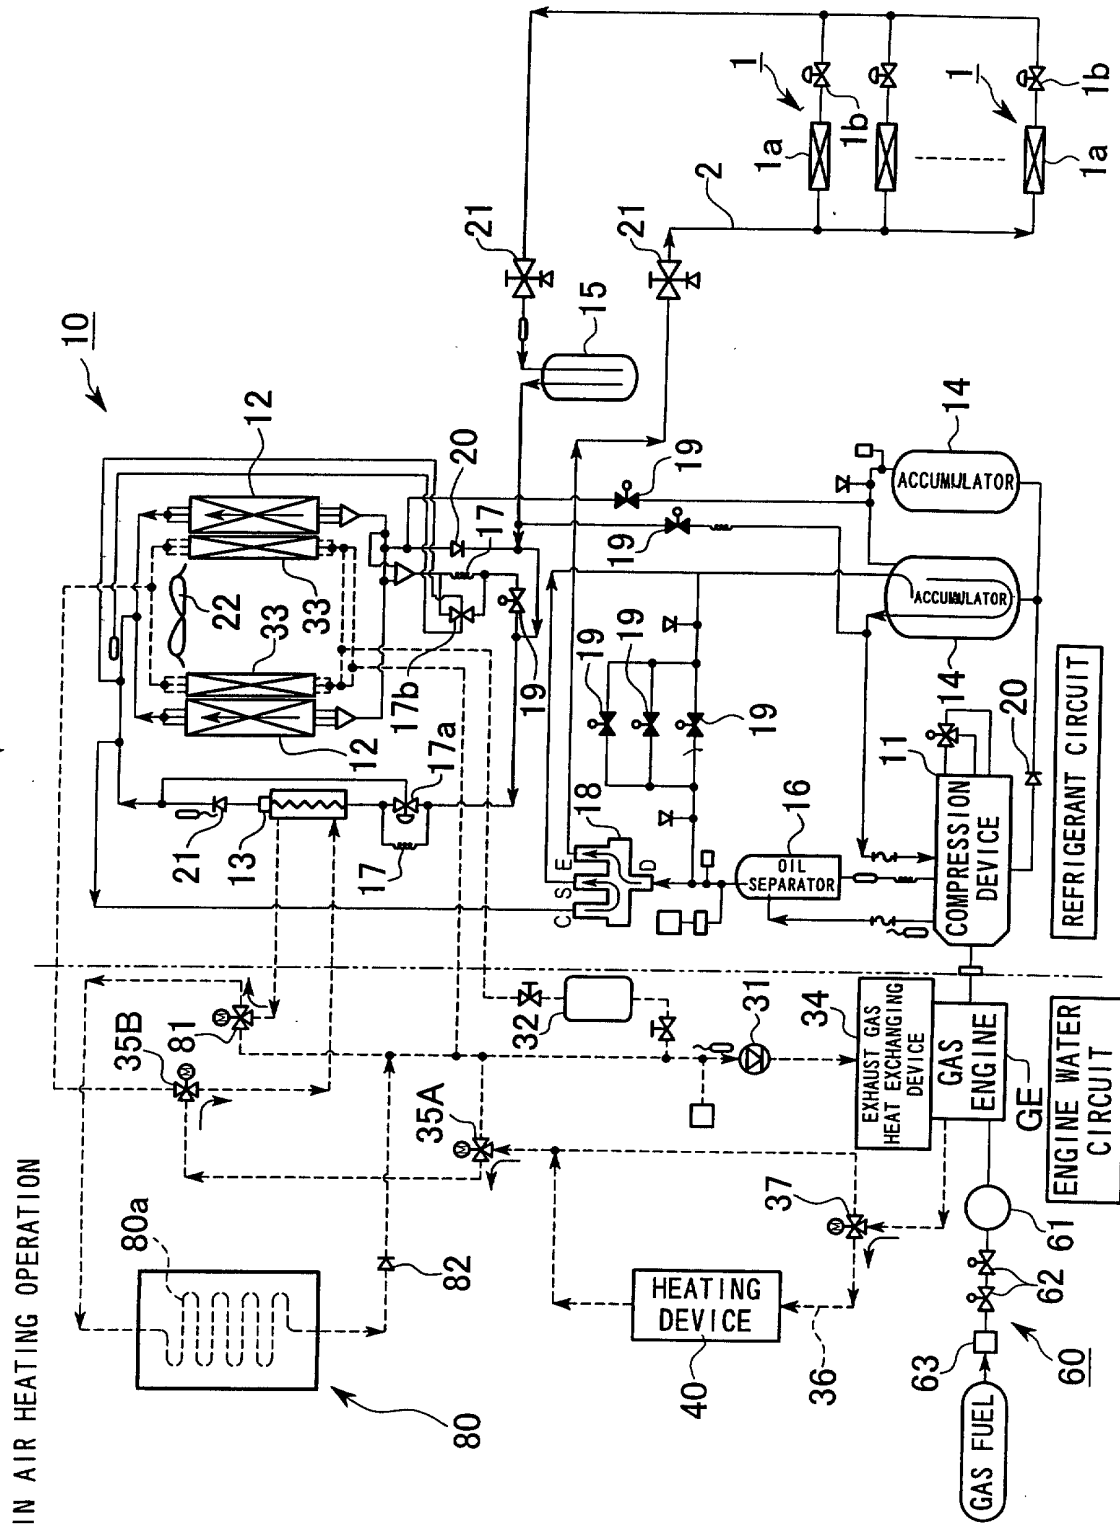 IN AIR HEATING OPERATION
10
12
12
33
33
22
20
17
17b
19
17a
17
13
21
21
21
15
2
1
1
1a
1b
1a
1b
19
19
19
19
19
18
C
S
E
D
16
OIL
SEPARATOR
14
ACCUMULATOR
14
ACCUMULATOR
11
COMPRESSION
DEVICE
20
REFRIGERANT CIRCUIT
35B
M
81
M
35A
M
32
31
34
EXHAUST GAS
HEAT EXCHANGING
DEVICE
GAS
ENGINE
GE
ENGINE WATER
CIRCUIT
80a
80
82
HEATING
DEVICE
40
36
37
M
61
62
63
60
GAS FUEL